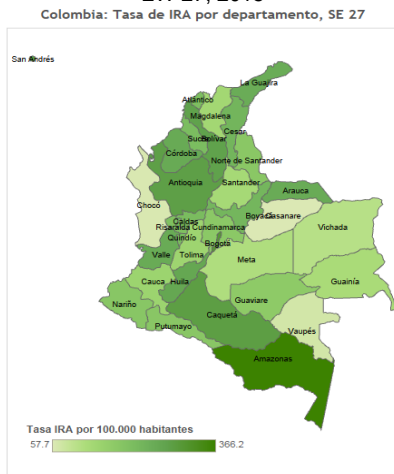 Colombia: Tasa de IRA por departamento, SE 27
San Andrés
La Guajira
Atlántico
Magdalena
Cesar
Sucre
Bolívar
Córdoba
Norte de Santander
Antioquia
Santander
Arauca
Chocó
Boyacá
Casanare
Caldas
Vichada
Risaralda
Cundinamarca
Quindío
Bogotá
Valle
Tolima
Meta
Guainía
Cauca
Huila
Guaviare
Nariño
Caquetá
Putumayo
Vaupés
Amazonas
Tasa IRA por 100.000 habitantes
57.7
366.2